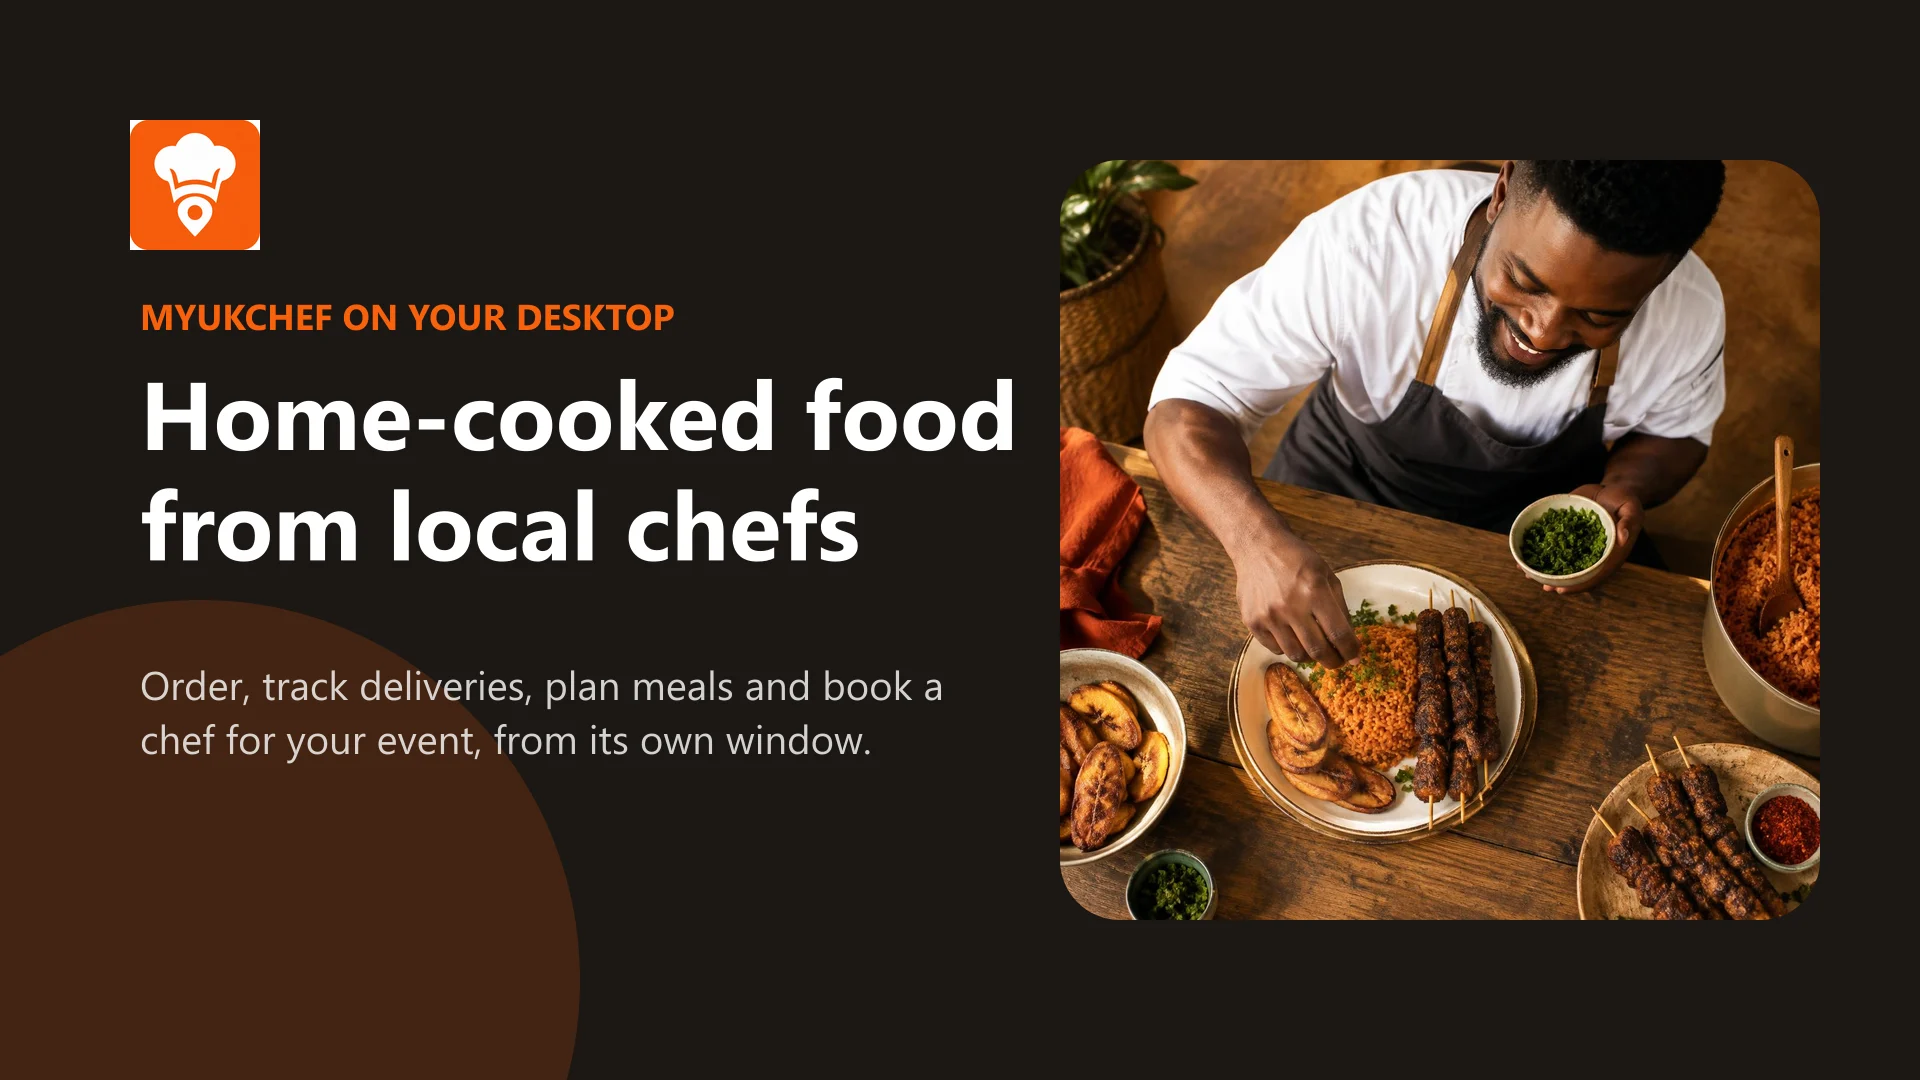 MYUKCHEF ON YOUR DESKTOP
Home-cooked food
from local chefs
Order, track deliveries, plan meals and book a
chef for your event, from its own window.